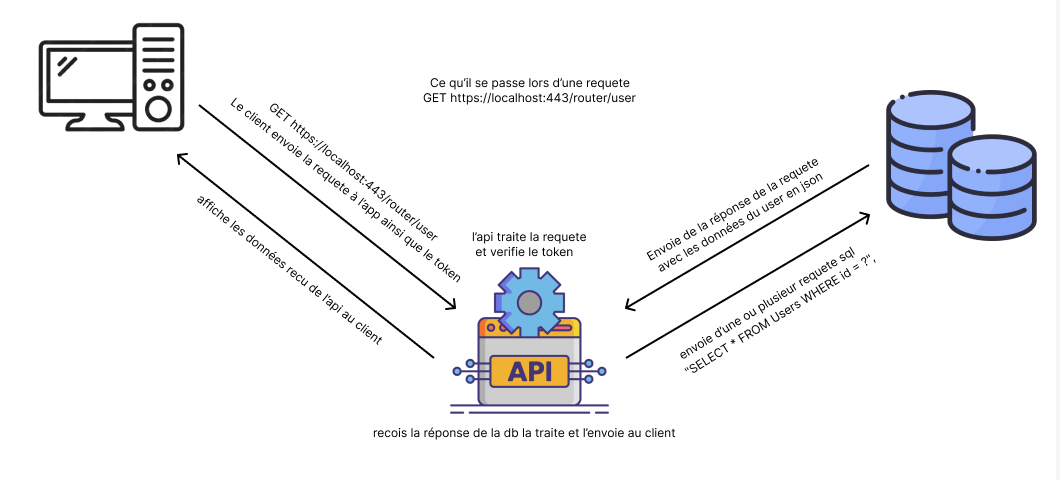 Ce qu'il se passe lors d'une requete
GET https://localhost:443/router/user
GET https://localhost:443/router/user
Le client envoie la requete à l'app ainsi que le token
affiche les données recu de l'api au client
l'api traite la requete
et verifie le token
API
recois la réponse de la db la traite et l'envoie au client
Envoie de la réponse de la requete
avec les données du user en json
envoie d'une ou plusieur requete sql
"SELECT * FROM Users WHERE id = ?",